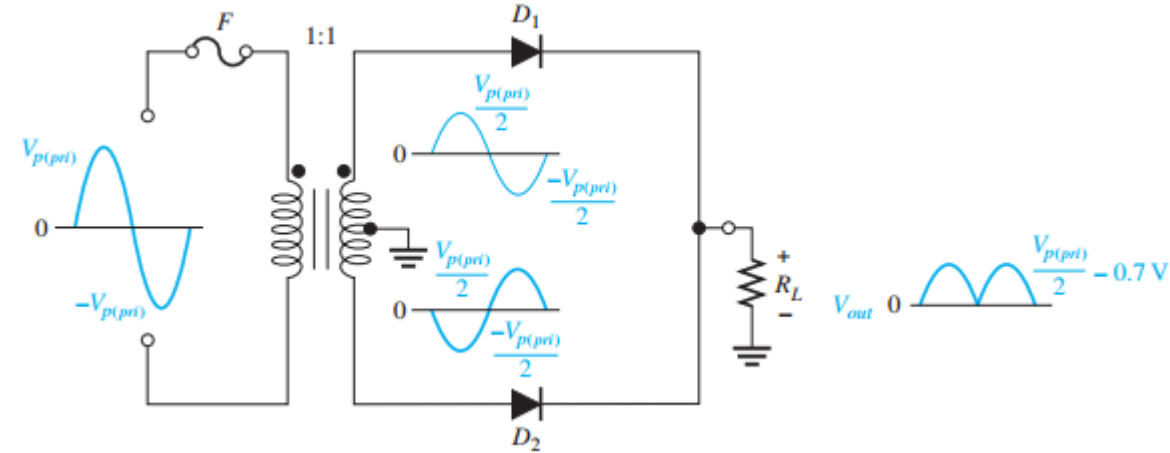 F
1:1
D1
Vp(pri)
0
−Vp(pri)
Vp(pri)
2
0
−Vp(pri)
2
Vp(pri)
2
0
−Vp(pri)
2
D2
+
RL
−
Vout 0
Vp(pri)
2
− 0.7 V